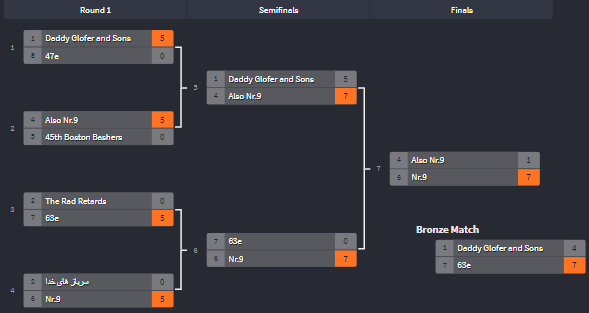 Round 1 Semifinals Finals
1
1 Daddy Glofer and Sons 5
8 47e 0
2
4 Also Nr.9 5
5 45th Boston Bashers 0
3
2 The Rad Retards 0
7 63e 5
4
3 سرباز های خدا 0
6 Nr.9 5
5
1 Daddy Glofer and Sons 5
4 Also Nr.9 7
6
7 63e 0
6 Nr.9 7
7
4 Also Nr.9 1
6 Nr.9 7
Bronze Match
1 Daddy Glofer and Sons 4
7 63e 7